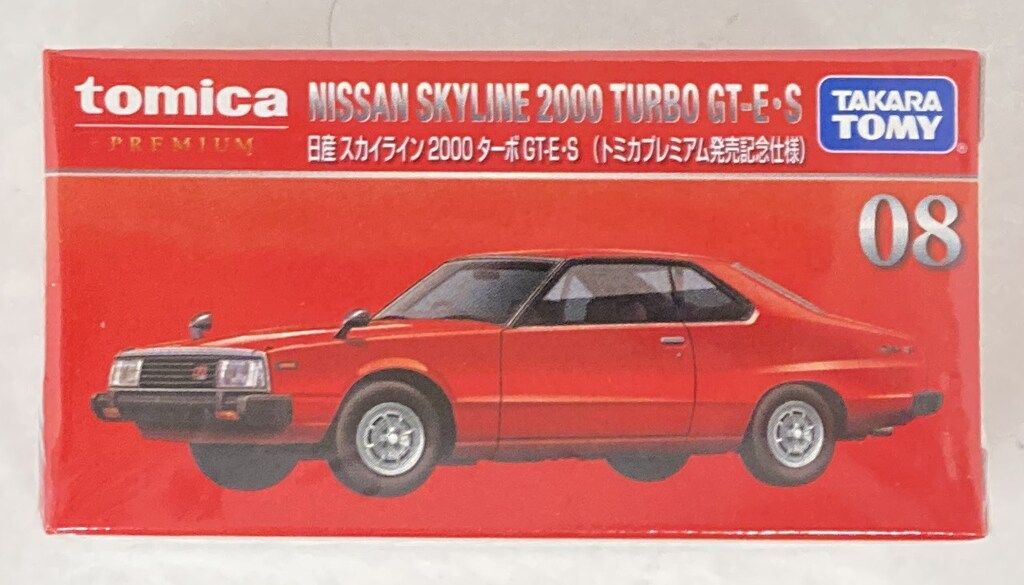 tomica
PREMIUM
NISSAN SKYLINE 2000 TURBO GT-E・S
日産 スカイライン 2000 ターボ GT-E・S （トミカプレミアム発売記念仕様）
TAKARA
TOMY
08